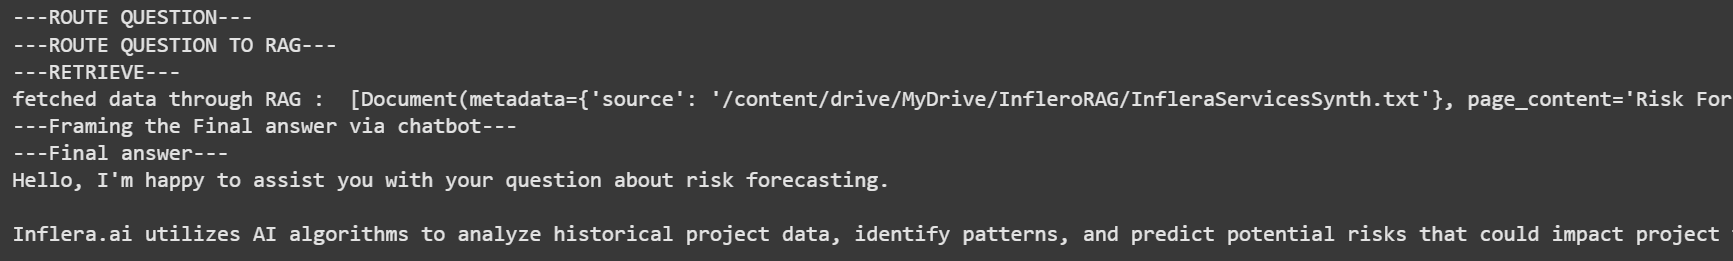 ---ROUTE QUESTION---
---ROUTE QUESTION TO RAG---
---RETRIEVE---
fetched data through RAG :  [Document(metadata={'source': '/content/drive/MyDrive/InfleroRAG/InfleraServicesSynth.txt'}, page_content='Risk For
---Framing the Final answer via chatbot---
---Final answer---
Hello, I'm happy to assist you with your question about risk forecasting.
Inflera.ai utilizes AI algorithms to analyze historical project data, identify patterns, and predict potential risks that could impact project